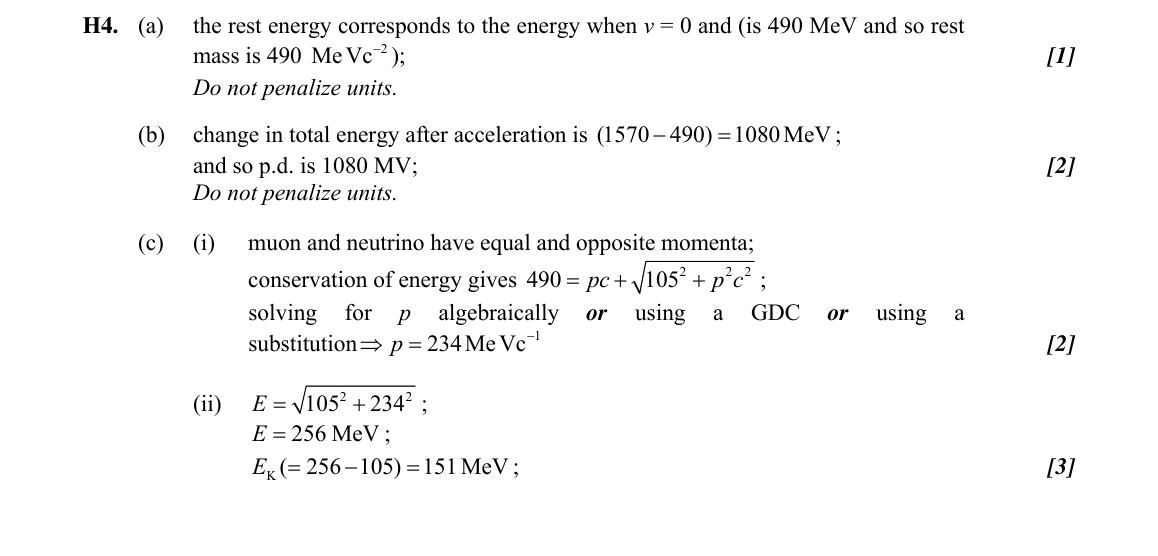 H4. (a) the rest energy corresponds to the energy when v = 0 and (is 490 MeV and so rest
mass is 490 MeVc⁻²); [1]
Do not penalize units.
(b) change in total energy after acceleration is (1570 – 490) = 1080 MeV ;
and so p.d. is 1080 MV; [2]
Do not penalize units.
(c) (i) muon and neutrino have equal and opposite momenta;
conservation of energy gives 490 = pc + √(105² + p²c²) ;
solving for p algebraically or using a GDC or using a
substitution ⇒ p = 234 MeVc⁻¹ [2]
(ii) E = √(105² + 234²) ;
E = 256 MeV ;
E_K (= 256 – 105) = 151 MeV ; [3]